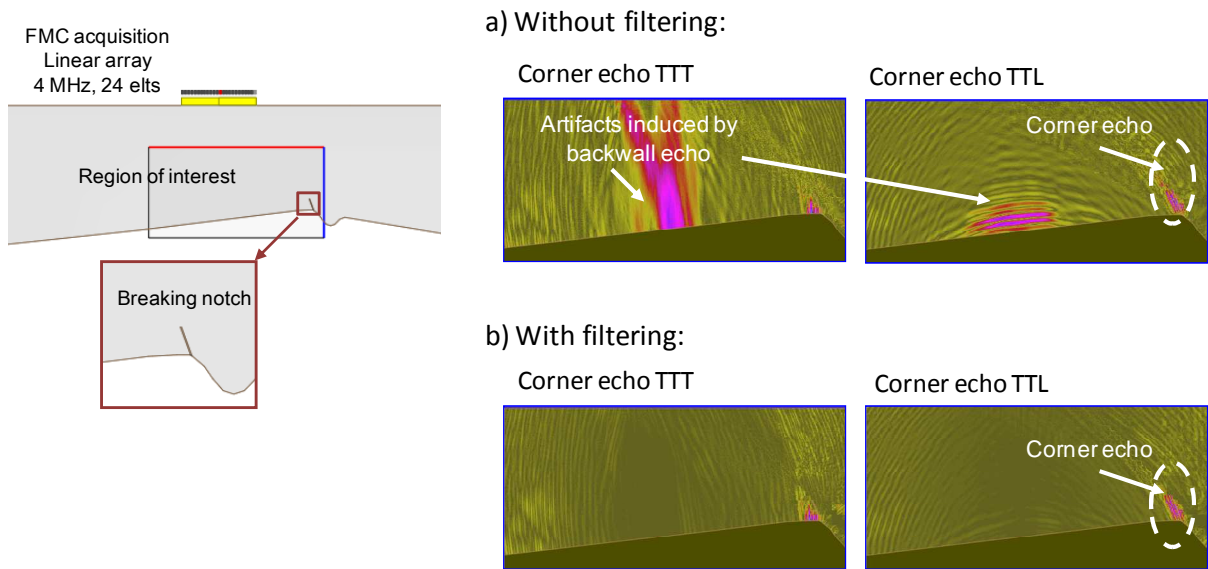 FMC acquisition
Linear array
4 MHz, 24 elts
Region of interest
Breaking notch
a) Without filtering:
Corner echo TTT
Artifacts induced by
backwall echo
Corner echo TTL
Corner echo
b) With filtering:
Corner echo TTT
Corner echo TTL
Corner echo